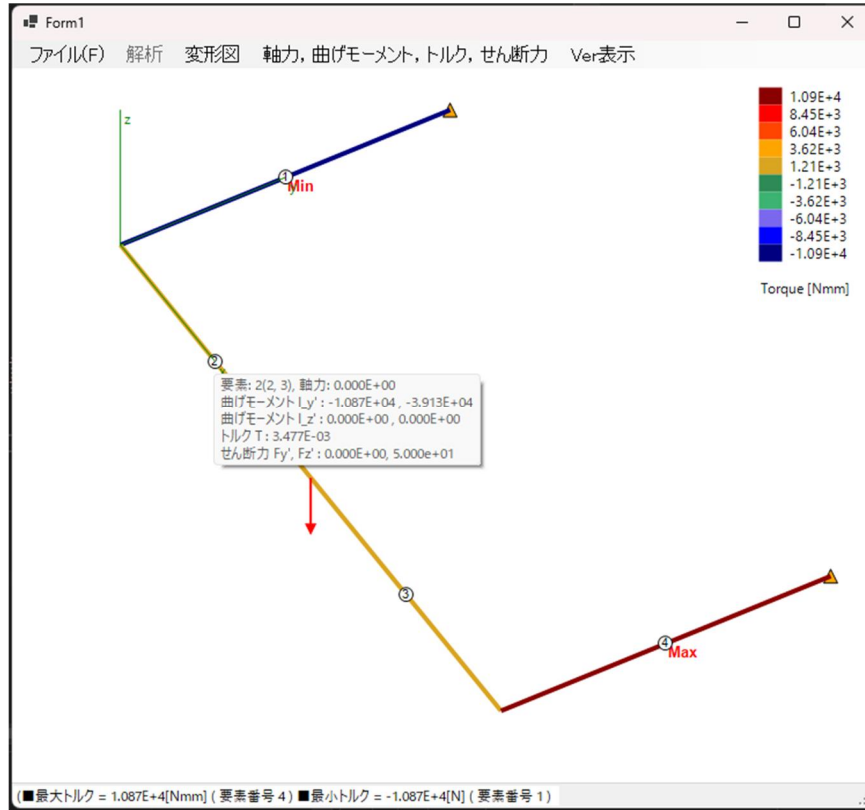 Form1
ファイル(F) 解析 変形図 軸力, 曲げモーメント, トルク, せん断力 Ver表示
z
1.09E+4
8.45E+3
6.04E+3
3.62E+3
1.21E+3
-1.21E+3
-3.62E+3
-6.04E+3
-8.45E+3
-1.09E+4
Torque [Nmm]
1
Min
2
要素: 2(2, 3), 軸力: 0.000E+00
曲げモーメント I_y' : -1.087E+04 , -3.913E+04
曲げモーメント I_z' : 0.000E+00 , 0.000E+00
トルク T : 3.477E-03
せん断力 Fy', Fz' : 0.000E+00, 5.000e+01
3
4
Max
(■最大トルク = 1.087E+4[Nmm] ( 要素番号 4 ) ■最小トルク = -1.087E+4[N] ( 要素番号 1 )